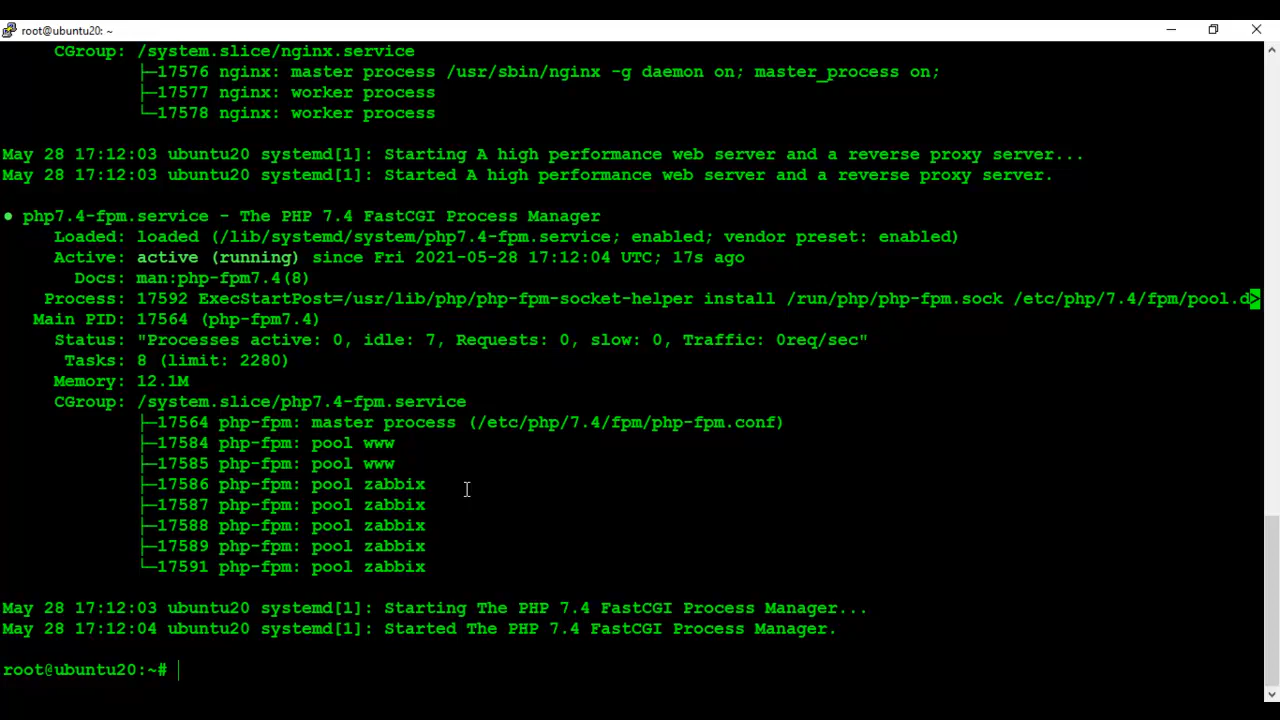 root@ubuntu20: ~
CGroup: /system.slice/nginx.service
├─17576 nginx: master process /usr/sbin/nginx -g daemon on; master_process on;
├─17577 nginx: worker process
└─17578 nginx: worker process
May 28 17:12:03 ubuntu20 systemd[1]: Starting A high performance web server and a reverse proxy server...
May 28 17:12:03 ubuntu20 systemd[1]: Started A high performance web server and a reverse proxy server.
● php7.4-fpm.service - The PHP 7.4 FastCGI Process Manager
Loaded: loaded (/lib/systemd/system/php7.4-fpm.service; enabled; vendor preset: enabled)
Active: active (running) since Fri 2021-05-28 17:12:04 UTC; 17s ago
Docs: man:php-fpm7.4(8)
Process: 17592 ExecStartPost=/usr/lib/php/php-fpm-socket-helper install /run/php/php-fpm.sock /etc/php/7.4/fpm/pool.d>
Main PID: 17564 (php-fpm7.4)
Status: "Processes active: 0, idle: 7, Requests: 0, slow: 0, Traffic: 0req/sec"
Tasks: 8 (limit: 2280)
Memory: 12.1M
CGroup: /system.slice/php7.4-fpm.service
├─17564 php-fpm: master process (/etc/php/7.4/fpm/php-fpm.conf)
├─17584 php-fpm: pool www
├─17585 php-fpm: pool www
├─17586 php-fpm: pool zabbix
├─17587 php-fpm: pool zabbix
├─17588 php-fpm: pool zabbix
├─17589 php-fpm: pool zabbix
└─17591 php-fpm: pool zabbix
May 28 17:12:03 ubuntu20 systemd[1]: Starting The PHP 7.4 FastCGI Process Manager...
May 28 17:12:04 ubuntu20 systemd[1]: Started The PHP 7.4 FastCGI Process Manager.
root@ubuntu20:~#